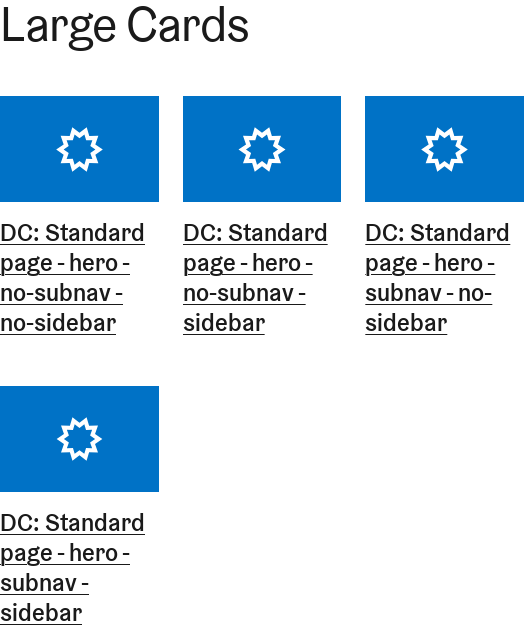 Large Cards
DC: Standard
page - hero -
no-subnav -
no-sidebar
DC: Standard
page - hero -
no-subnav -
sidebar
DC: Standard
page - hero -
subnav - no-
sidebar
DC: Standard
page - hero -
subnav -
sidebar